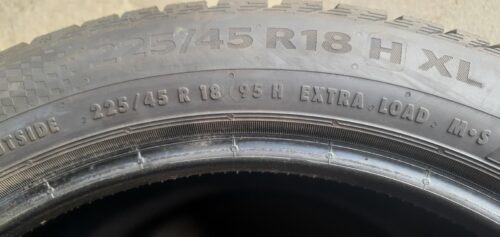 225/45 R18 H XL
TSIDE 225/45 R 18 95 H EXTRA LOAD M•S